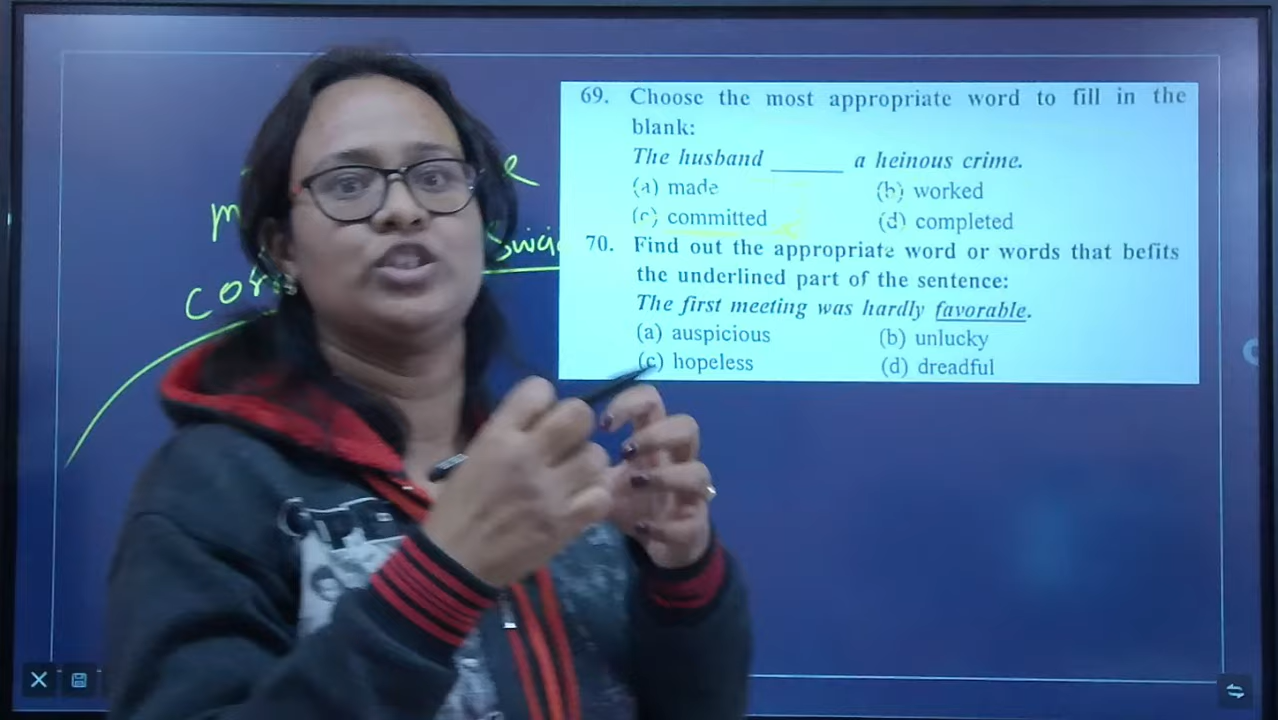 69. Choose the most appropriate word to fill in the
blank:
The husband ______ a heinous crime.
(a) made (b) worked
(c) committed (d) completed
70. Find out the appropriate word or words that befits
the underlined part of the sentence:
The first meeting was hardly favorable.
(a) auspicious (b) unlucky
(c) hopeless (d) dreadful